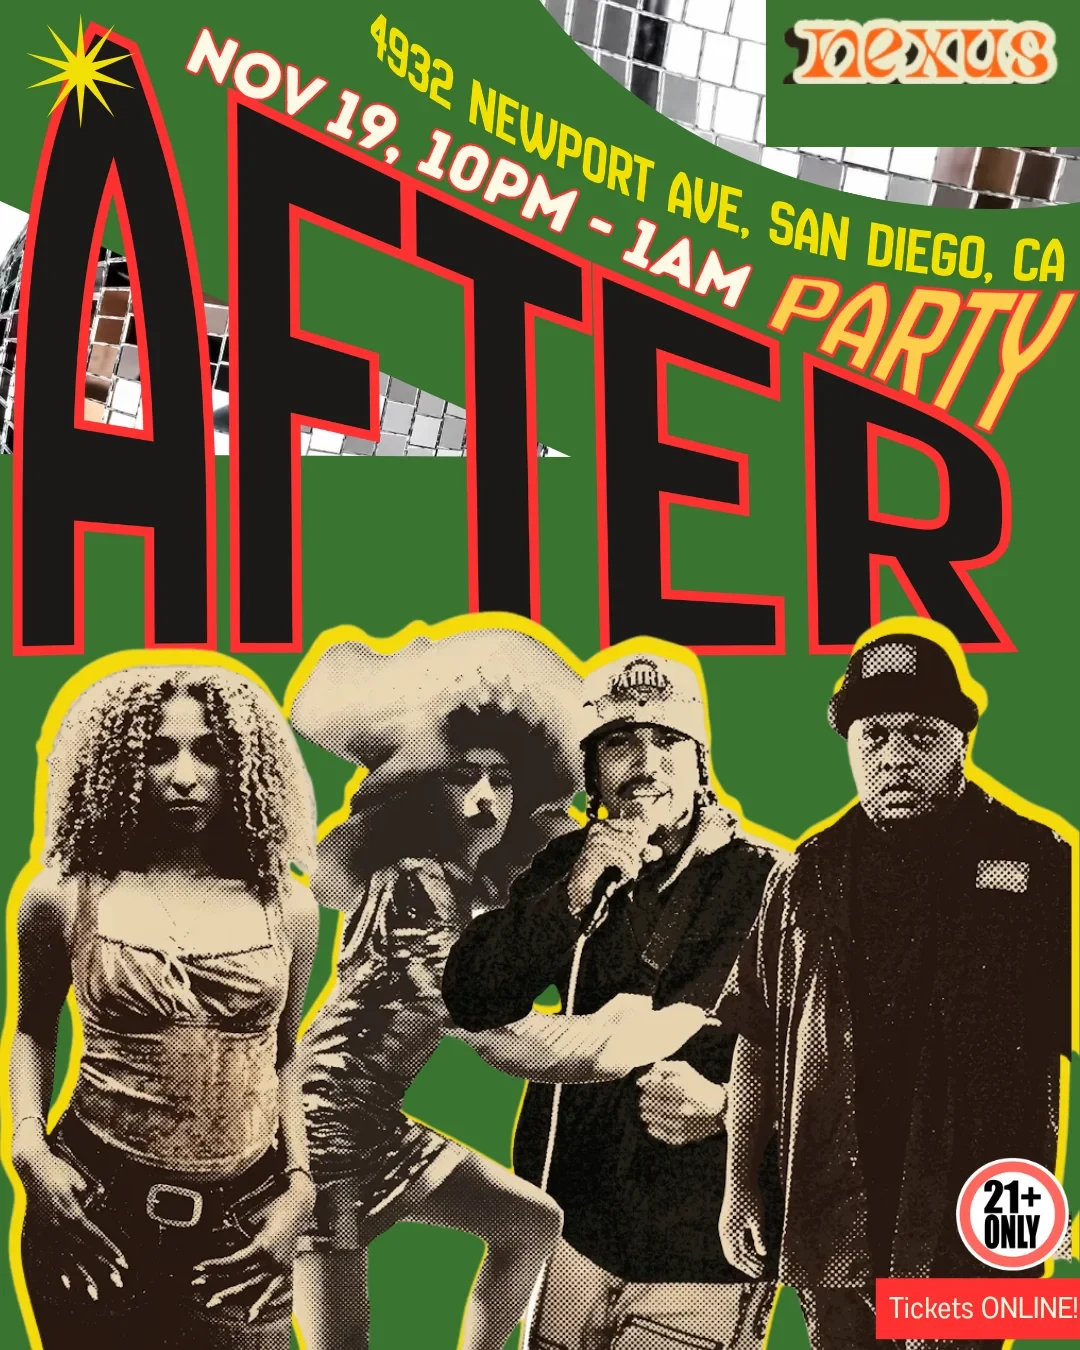 nexus
4932 NEWPORT AVE, SAN DIEGO, CA
NOV 19, 10PM - 1AM
AFTER
PARTY
21+
ONLY
Tickets ONLINE!